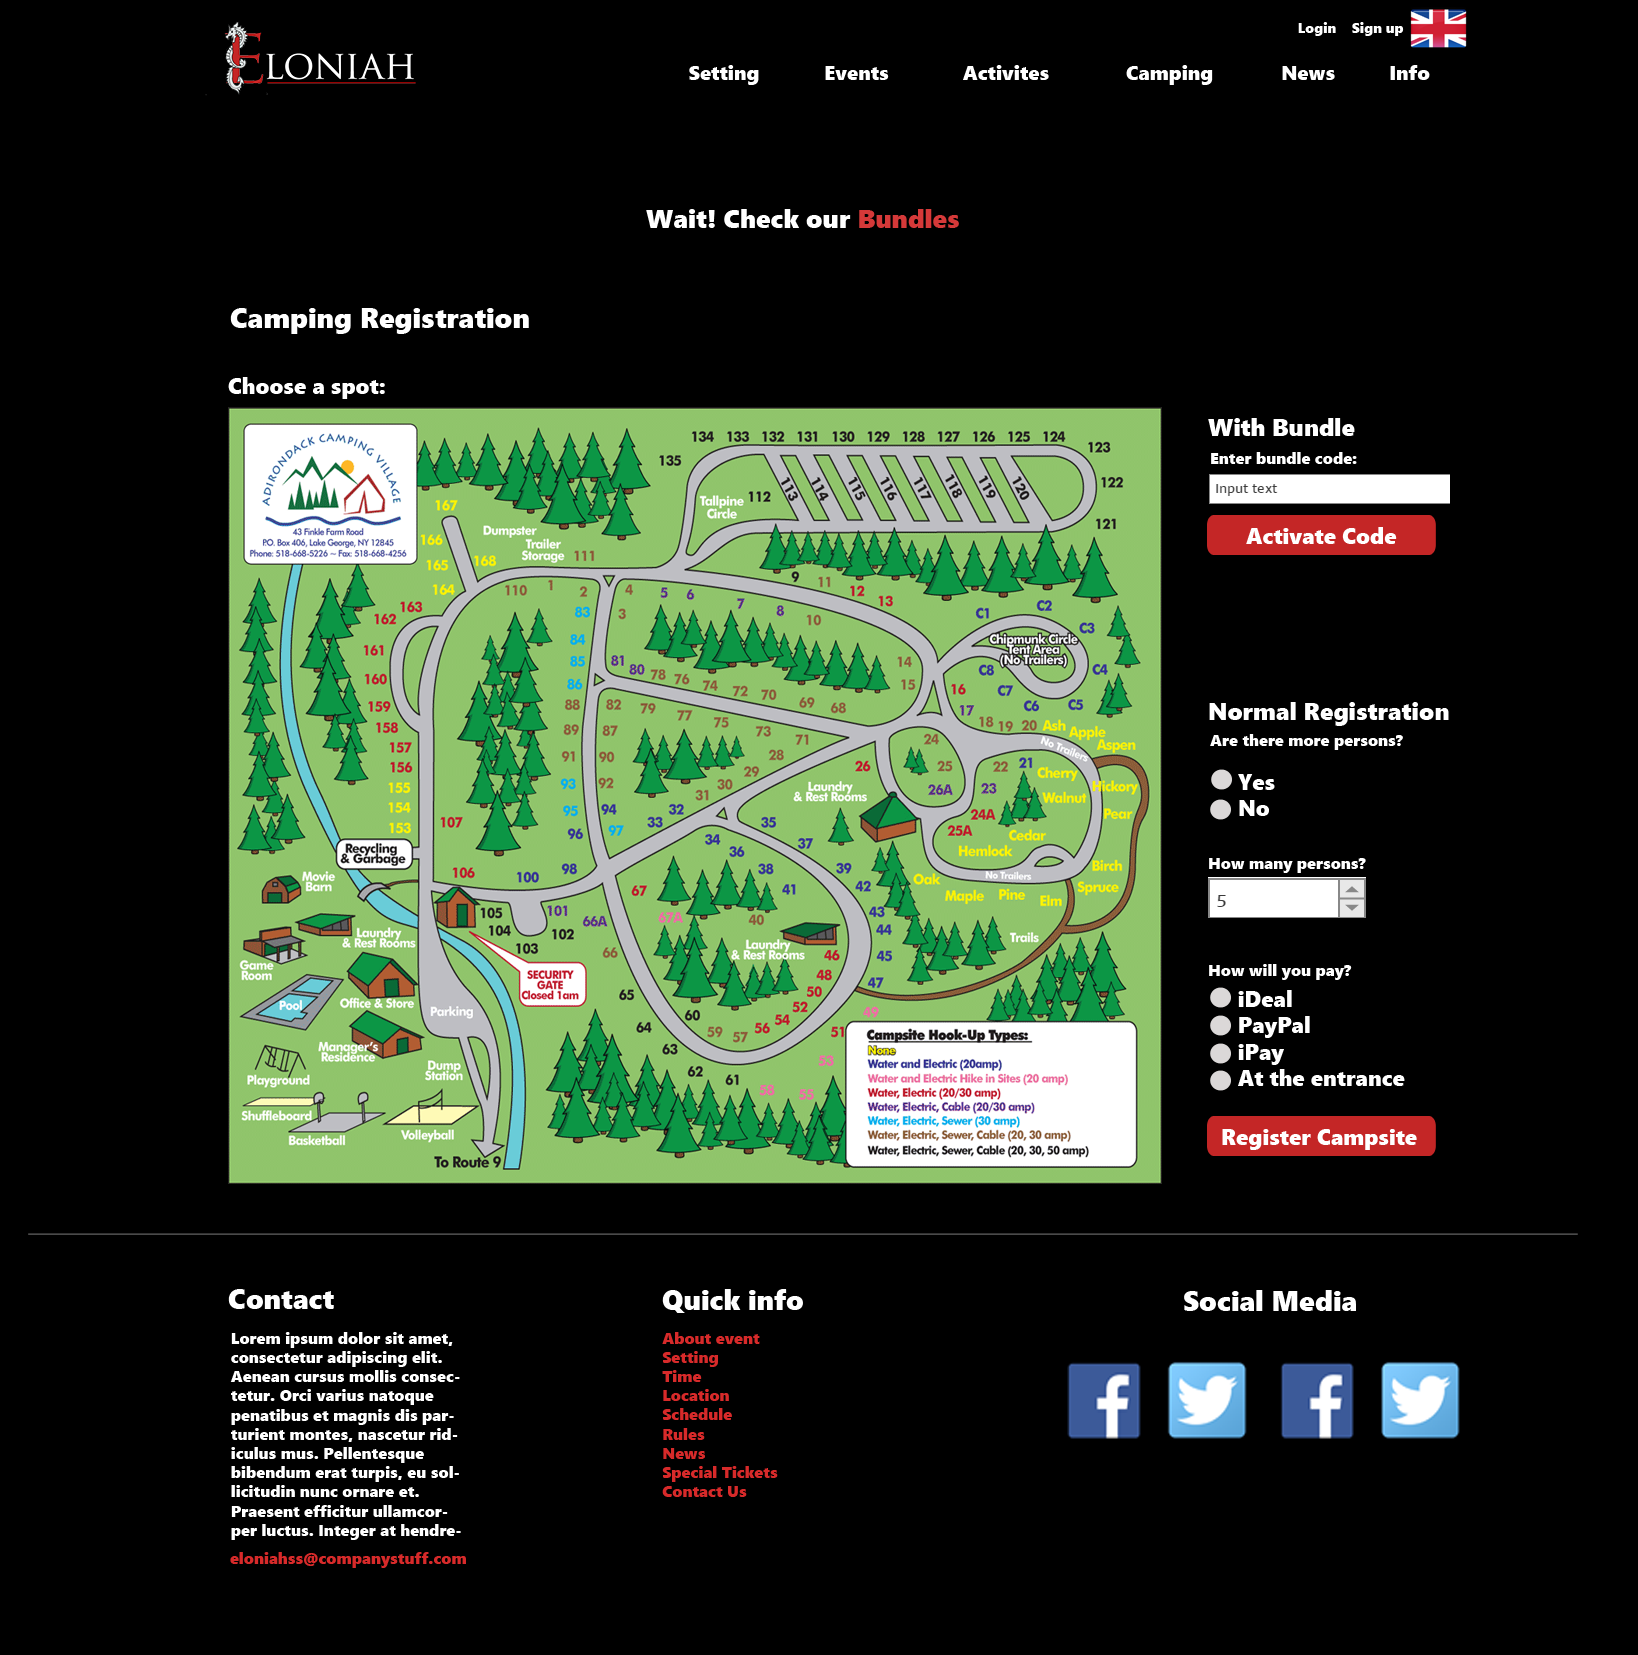 Login Sign up
ELONIAH
Setting Events Activites Camping News Info
Wait! Check our Bundles
Camping Registration
Choose a spot:
ADIRONDACK CAMPING VILLAGE
43 Finkle Farm Road
P.O. Box 406, Lake George, NY 12845
Phone: 518-668-5226 ~ Fax: 518-668-4256
134 133 132 131 130 129 128 127 126 125 124
123
135
122
Tallpine
Circle
112 113 114 115 116 117 118 119 120
121
167
166
165
164
168
Dumpster
Trailer
Storage
111
110 1 2 4 5 6 7 8 9 11 12 13
3 10
163
162
161
160
159
158
157
156
155
154
153
107
106
83
84
85
86
81 80 78 76 74 72 70 69 68
88 82 79 77 75 73 71
89 87
91 90
93 92
95 94
96 97
98
100
14
15
16
17
18 19 20
C1 C2 C3 C4 C5 C6 C7 C8
Chipmunk Circle
Tent Area
(No Trailers)
Ash Apple
Aspen
No Trailers
24
25
26
26A
22 21
23
24A
25A
Cherry
Hickory
Walnut
Pear
Cedar
Hemlock
Birch
Oak
No Trailers
Spruce
Maple Pine Elm
28
29
30
31
32
33
34
35
36
37
38
39
40
41
42
43
44
45
46
47
48
49
50
51
52
53
54
55
56
57
58
59
60
61
62
63
64
65
66
66A
67
67A
Laundry
& Rest Rooms
Laundry
& Rest Rooms
Trails
101
102
103
104
105
Recycling
& Garbage
Movie
Barn
Laundry
& Rest Rooms
Game
Room
Office & Store
Pool
Parking
Manager's
Residence
Playground
Dump
Station
Shuffleboard
Basketball
Volleyball
To Route 9
SECURITY
GATE
Closed 1am
Campsite Hook-Up Types:
None
Water and Electric (20amp)
Water and Electric Hike in Sites (20 amp)
Water, Electric (20/30 amp)
Water, Electric, Cable (20/30 amp)
Water, Electric, Sewer (30 amp)
Water, Electric, Sewer, Cable (20, 30 amp)
Water, Electric, Sewer, Cable (20, 30, 50 amp)
With Bundle
Enter bundle code:
Input text
Activate Code
Normal Registration
Are there more persons?
Yes
No
How many persons?
5
How will you pay?
iDeal
PayPal
iPay
At the entrance
Register Campsite
Contact
Lorem ipsum dolor sit amet,
consectetur adipiscing elit.
Aenean cursus mollis consec-
tetur. Orci varius natoque
penatibus et magnis dis par-
turient montes, nascetur rid-
iculus mus. Pellentesque
bibendum erat turpis, eu sol-
licitudin nunc ornare et.
Praesent efficitur ullamcor-
per luctus. Integer at hendre-
eloniahss@companystuff.com
Quick info
About event
Setting
Time
Location
Schedule
Rules
News
Special Tickets
Contact Us
Social Media